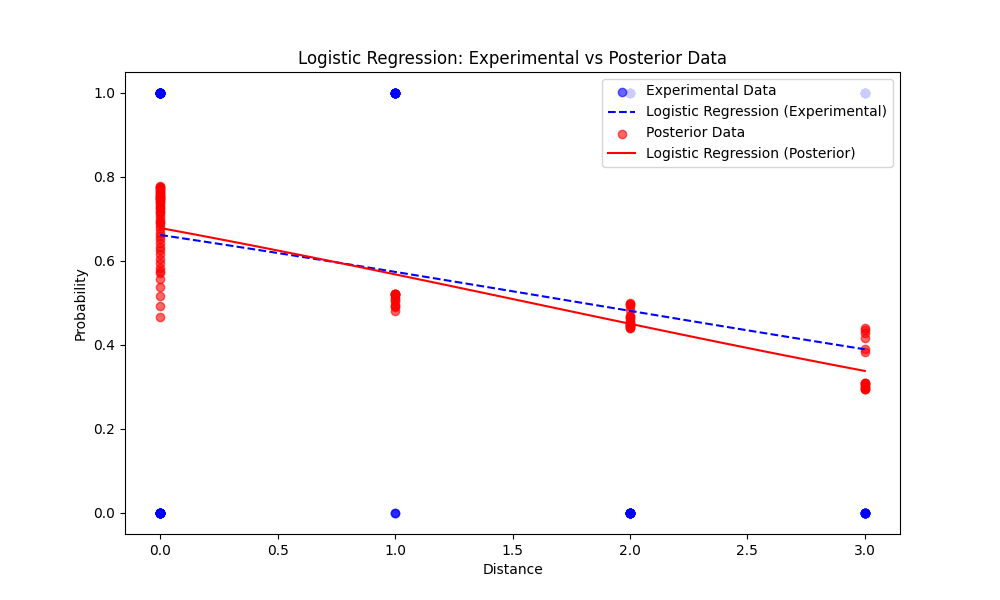 Logistic Regression: Experimental vs Posterior Data
Experimental Data
Logistic Regression (Experimental)
Posterior Data
Logistic Regression (Posterior)
1.0
0.8
0.6
0.4
0.2
0.0
Probability
0.0 0.5 1.0 1.5 2.0 2.5 3.0
Distance